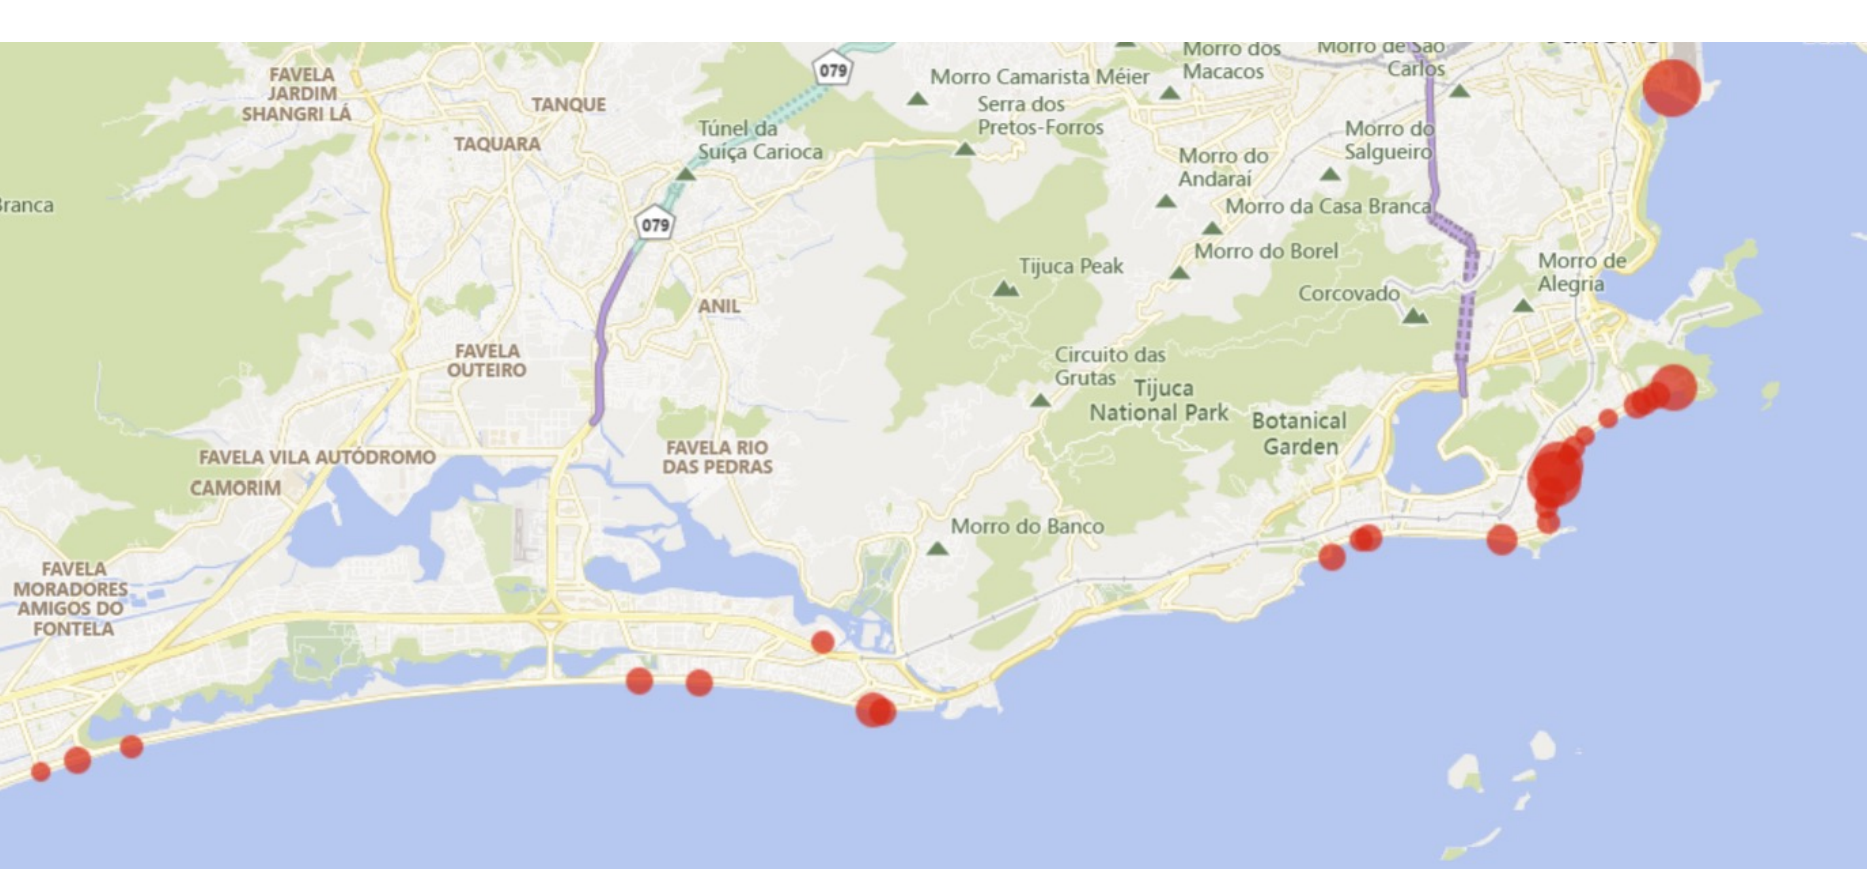 Morro dos
Macacos
Morro de São
Carlos
079
FAVELA
JARDIM
SHANGRI LÁ
Morro Camarista Méier
TANQUE
Serra dos
Pretos-Forros
TAQUARA
Túnel da
Suíça Carioca
Morro do
Salgueiro
Morro do
Andaraí
Branca
Morro da Casa Branca
079
Morro do Borel
Tijuca Peak
Morro de
Alegria
Corcovado
ANIL
FAVELA
OUTEIRO
Circuito das
Grutas
Tijuca
National Park
Botanical
Garden
FAVELA VILA AUTÓDROMO
FAVELA RIO
DAS PEDRAS
CAMORIM
Morro do Banco
FAVELA
MORADORES
AMIGOS DO
FONTELA